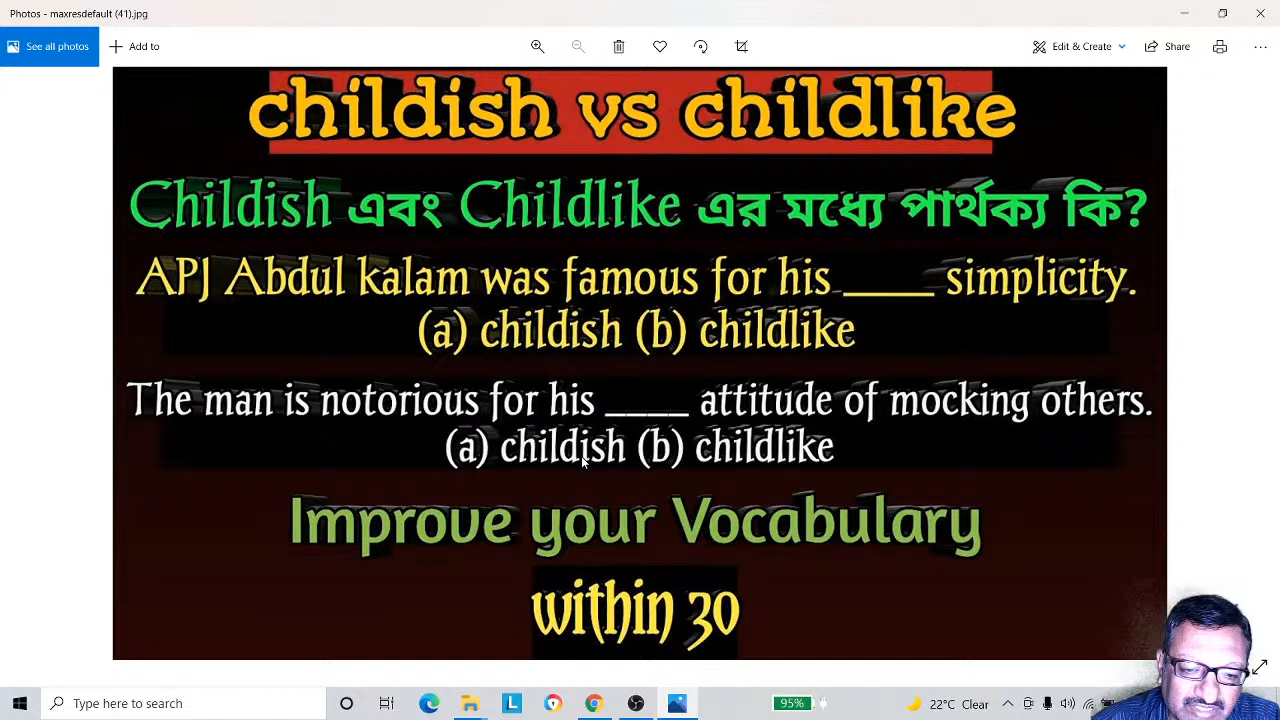 Photos - maxresdefault (41).jpg
See all photos
Add to
Edit & Create
Share
childish vs childlike
Childish এবং Childlike এর মধ্যে পার্থক্য কি?
APJ Abdul kalam was famous for his ____ simplicity.
(a) childish (b) childlike
The man is notorious for his ____ attitude of mocking others.
(a) childish (b) childlike
Improve your Vocabulary
within 30
Type here to search
L
95%
22°C Clear